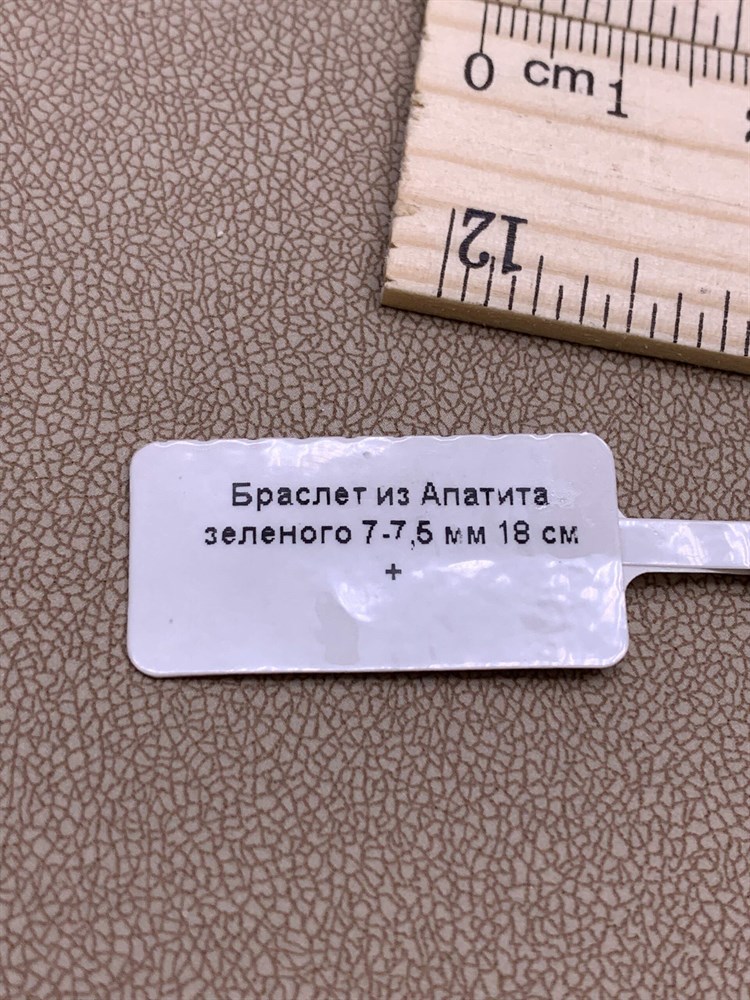 0 cm 1
12
Браслет из Апатита
зеленого 7-7,5 мм 18 см
+